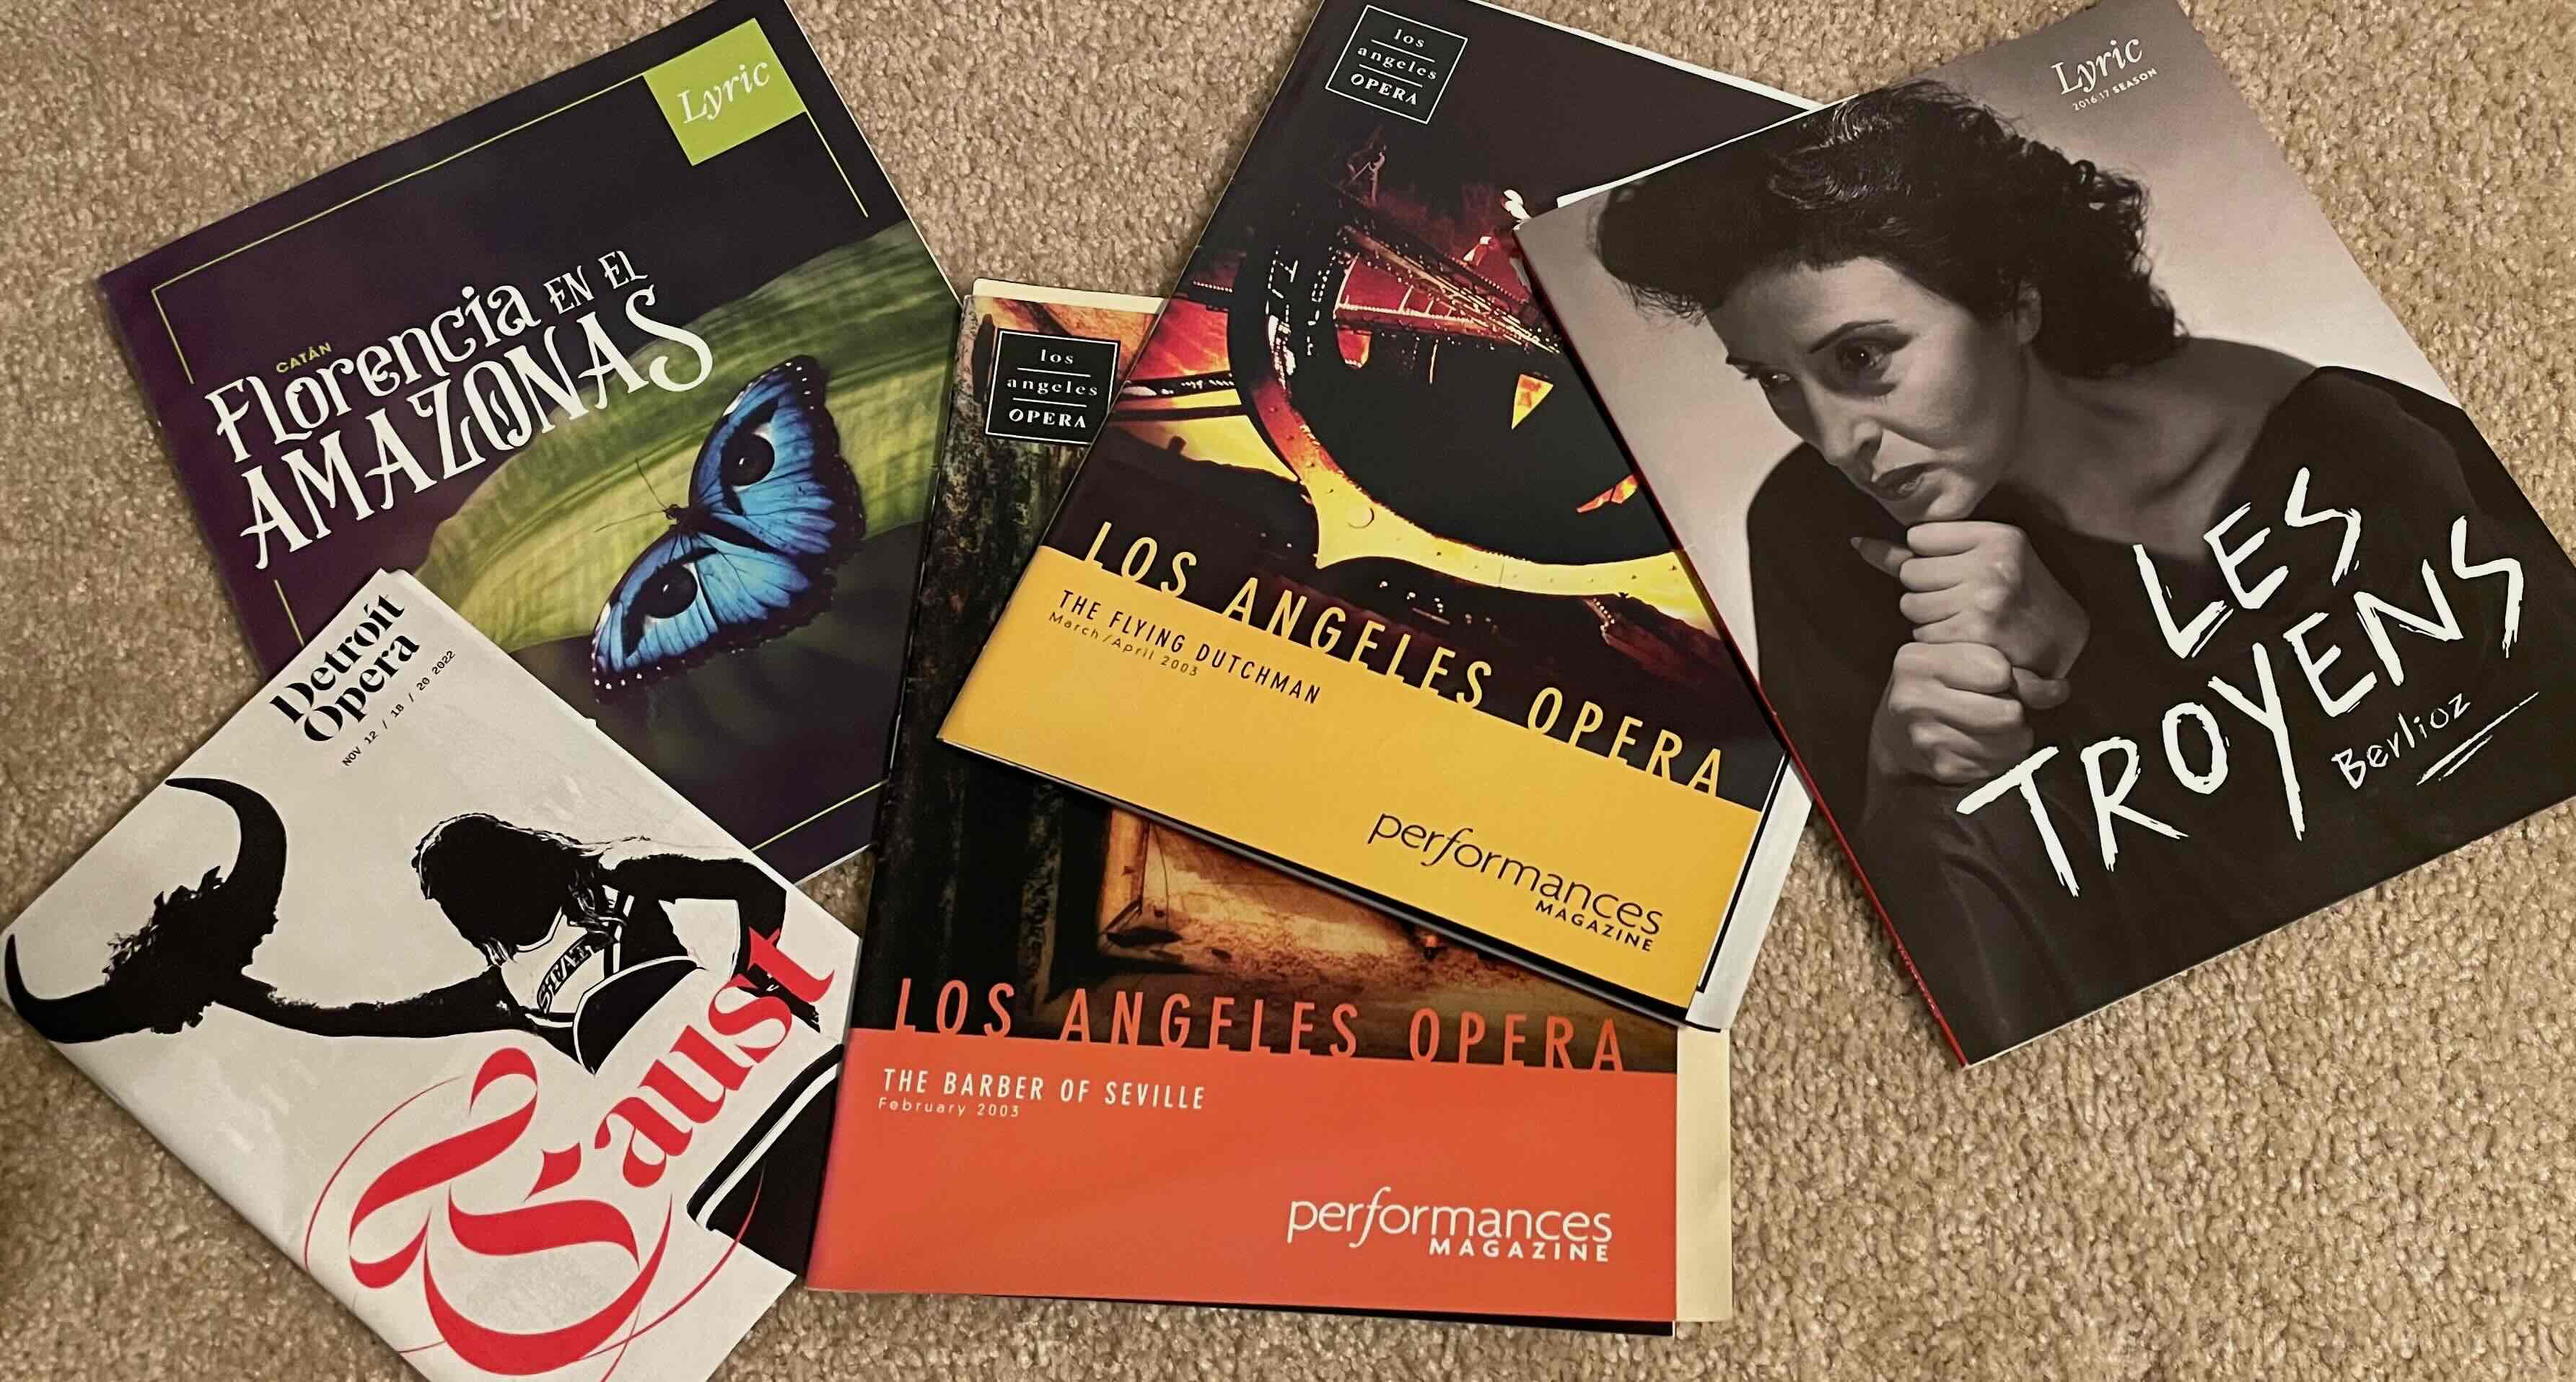 Lyric
CATÁN
Florencia EN EL
AMAZONAS
Detroit
Opera
NOV 12 / 18 / 20 2022
STATE
Faust
los
angeles
OPERA
LOS ANGELES OPERA
THE BARBER OF SEVILLE
February 2003
performances
MAGAZINE
los
angeles
OPERA
LOS ANGELES OPERA
THE FLYING DUTCHMAN
March/April 2003
performances
MAGAZINE
Lyric
2016/17 SEASON
LES
TROYENS
Berlioz